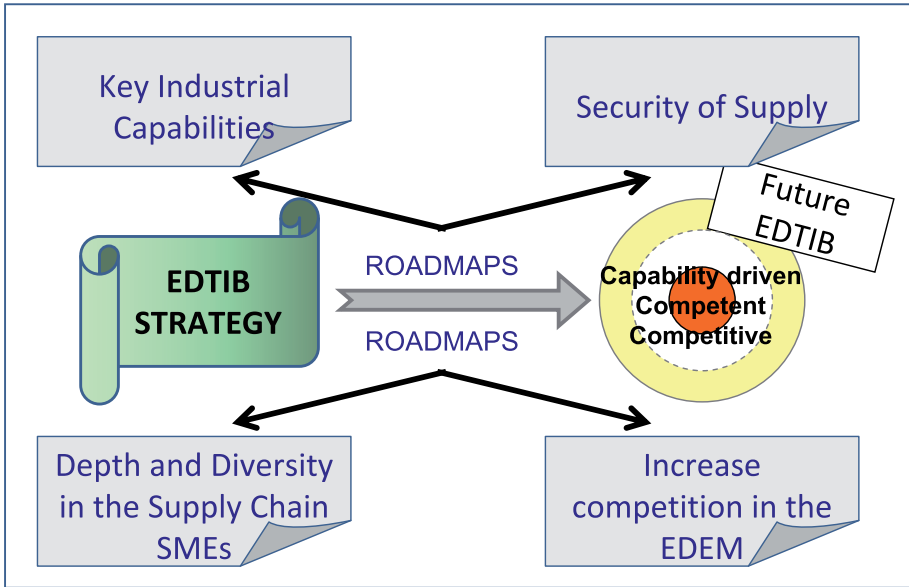 Key Industrial
Capabilities
Security of Supply
Future
EDTIB
ROADMAPS
EDTIB
STRATEGY
Capability driven
Competent
Competitive
ROADMAPS
Depth and Diversity
in the Supply Chain
SMEs
Increase
competition in the
EDEM